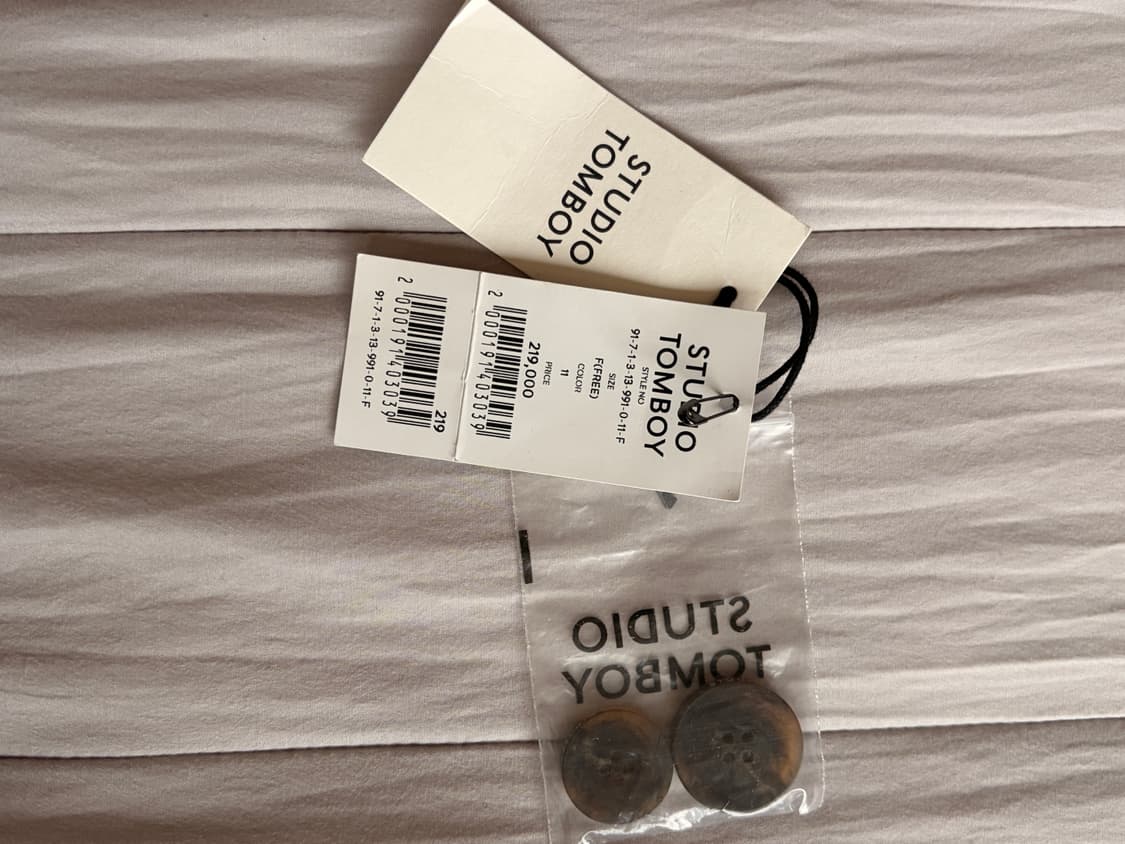 STUDIO
TOMBOY
STUDIO
TOMBOY
STYLE NO
91-7-1-3-13-991-0-11-F
SIZE
F(FREE)
COLOR
11
PRICE
219,000
2 000191403039
219
2 000191403039
91-7-1-3-13-991-0-11-F
STUDIO
TOMBOY